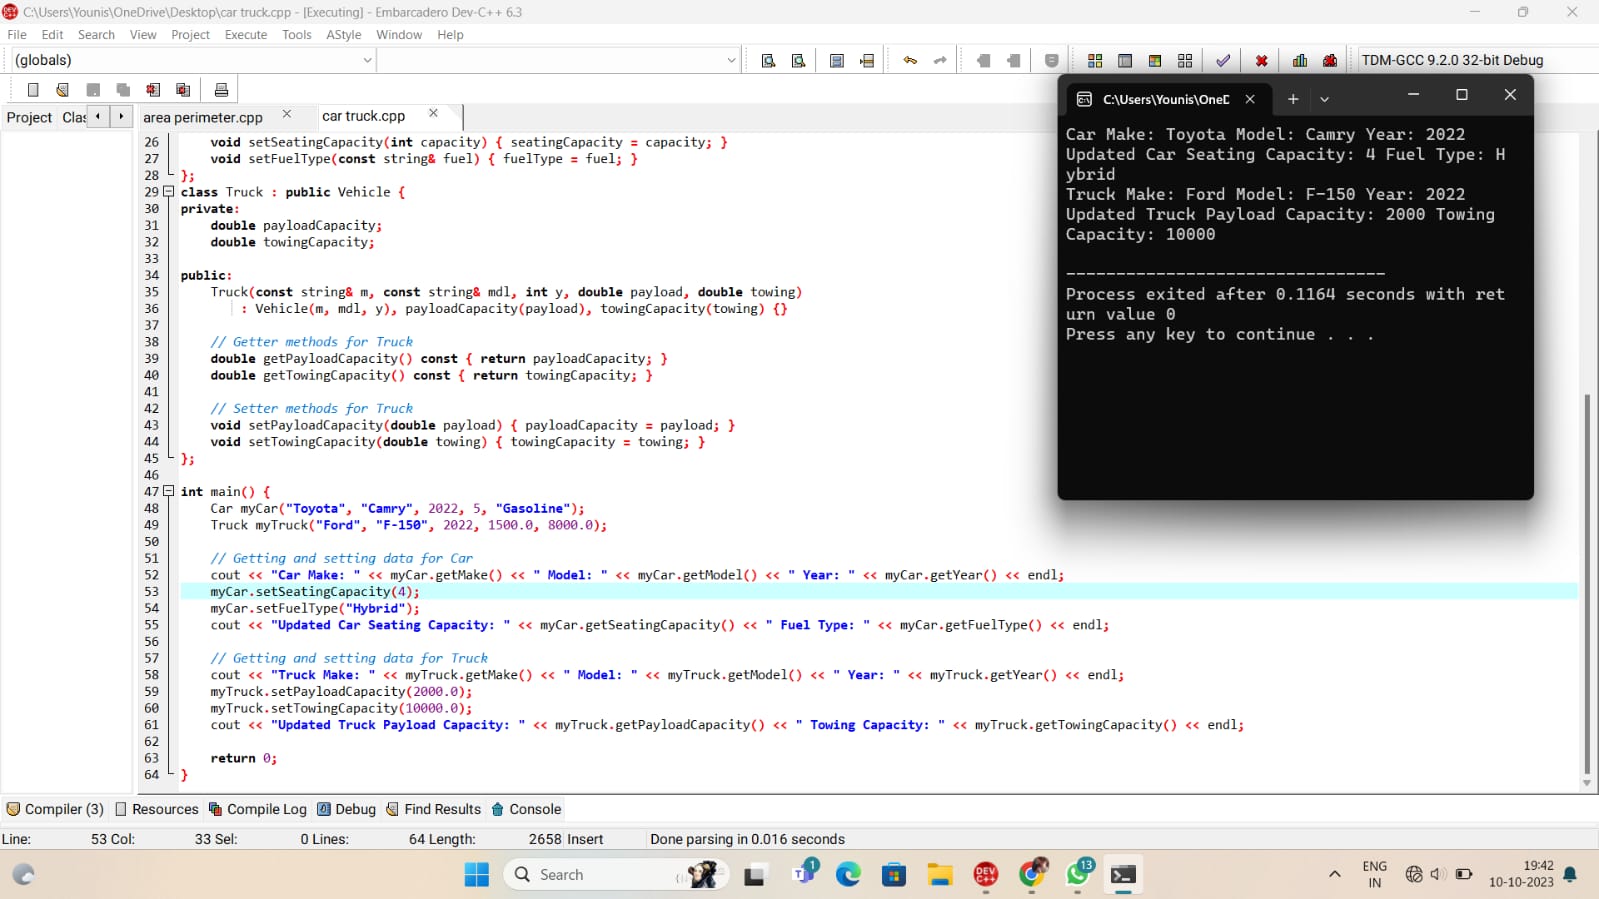 C:\Users\Younis\OneDrive\Desktop\car truck.cpp - [Executing] - Embarcadero Dev-C++ 6.3
File Edit Search View Project Execute Tools AStyle Window Help
(globals)
TDM-GCC 9.2.0 32-bit Debug
Project Clas
area perimeter.cpp
car truck.cpp
26 void setSeatingCapacity(int capacity) { seatingCapacity = capacity; }
27 void setFuelType(const string& fuel) { fuelType = fuel; }
28 };
29 class Truck : public Vehicle {
30 private:
31 double payloadCapacity;
32 double towingCapacity;
33
34 public:
35 Truck(const string& m, const string& mdl, int y, double payload, double towing)
36 : Vehicle(m, mdl, y), payloadCapacity(payload), towingCapacity(towing) {}
37
38 // Getter methods for Truck
39 double getPayloadCapacity() const { return payloadCapacity; }
40 double getTowingCapacity() const { return towingCapacity; }
41
42 // Setter methods for Truck
43 void setPayloadCapacity(double payload) { payloadCapacity = payload; }
44 void setTowingCapacity(double towing) { towingCapacity = towing; }
45 };
46
47 int main() {
48 Car myCar("Toyota", "Camry", 2022, 5, "Gasoline");
49 Truck myTruck("Ford", "F-150", 2022, 1500.0, 8000.0);
50
51 // Getting and setting data for Car
52 cout << "Car Make: " << myCar.getMake() << " Model: " << myCar.getModel() << " Year: " << myCar.getYear() << endl;
53 myCar.setSeatingCapacity(4);
54 myCar.setFuelType("Hybrid");
55 cout << "Updated Car Seating Capacity: " << myCar.getSeatingCapacity() << " Fuel Type: " << myCar.getFuelType() << endl;
56
57 // Getting and setting data for Truck
58 cout << "Truck Make: " << myTruck.getMake() << " Model: " << myTruck.getModel() << " Year: " << myTruck.getYear() << endl;
59 myTruck.setPayloadCapacity(2000.0);
60 myTruck.setTowingCapacity(10000.0);
61 cout << "Updated Truck Payload Capacity: " << myTruck.getPayloadCapacity() << " Towing Capacity: " << myTruck.getTowingCapacity() << endl;
62
63 return 0;
64 }
C:\Users\Younis\OneD
Car Make: Toyota Model: Camry Year: 2022
Updated Car Seating Capacity: 4 Fuel Type: H
ybrid
Truck Make: Ford Model: F-150 Year: 2022
Updated Truck Payload Capacity: 2000 Towing
Capacity: 10000
--------------------------------
Process exited after 0.1164 seconds with ret
urn value 0
Press any key to continue . . .
Compiler (3) Resources Compile Log Debug Find Results Console
Line: 53 Col: 33 Sel: 0 Lines: 64 Length: 2658 Insert Done parsing in 0.016 seconds
Search
1
DEV C++
13
ENG
IN
19:42
10-10-2023